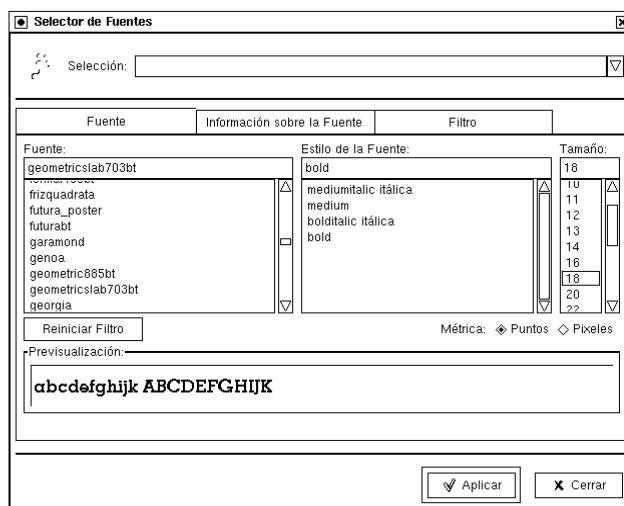 Selector de Fuentes
Selección:
Fuente
Información sobre la Fuente
Filtro
Fuente:
geometricslab703bt
frizquadrata
futura_poster
futurabt
garamond
genoa
geometric885bt
geometricslab703bt
georgia
Estilo de la Fuente:
bold
mediumitalic itálica
medium
bolditalic itálica
bold
Tamaño:
18
10
11
12
13
14
16
18
20
22
Reiniciar Filtro
Métrica: Puntos Pixeles
Previsualización:
abcdefghijk ABCDEFGHIJK
Aplicar
Cerrar